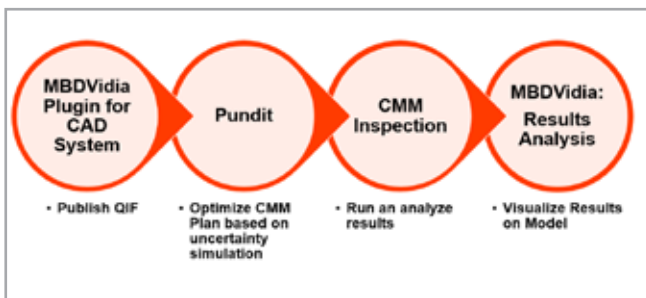 MBDVidia
Plugin for
CAD
System
Pundit
CMM
Inspection
MBDVidia:
Results
Analysis
• Publish QIF
• Optimize CMM
Plan based on
uncertainty
simulation
• Run an analyze
results
• Visualize Results
on Model